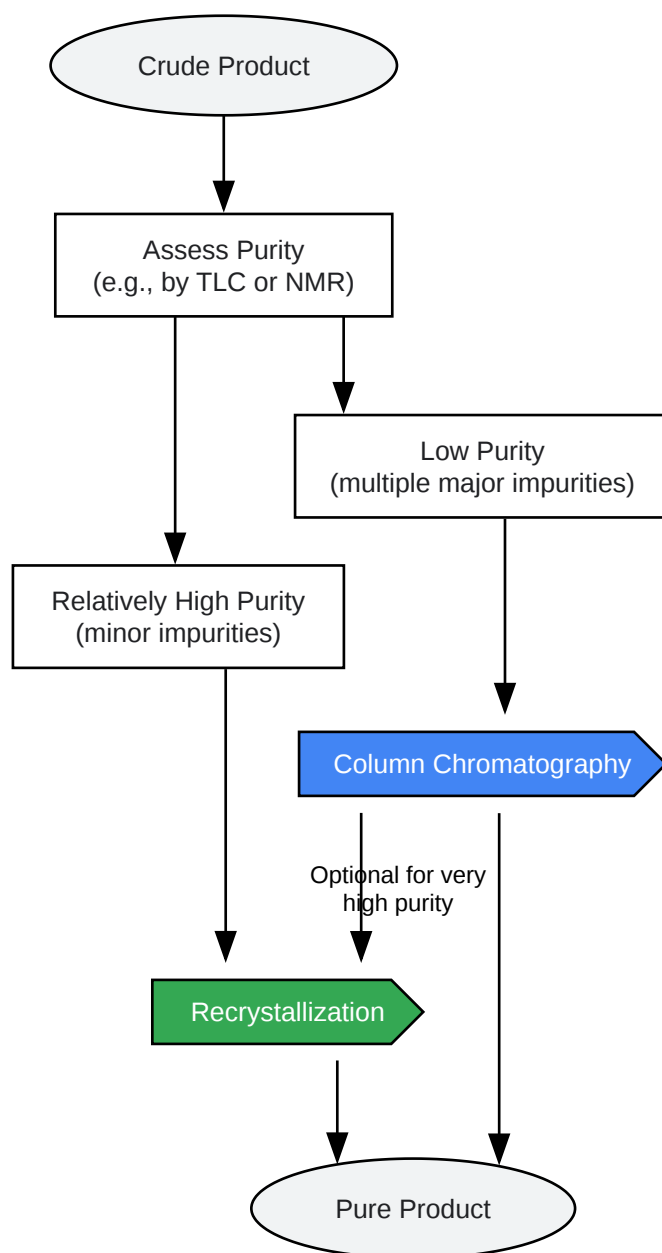 Crude Product
Assess Purity
(e.g., by TLC or NMR)
Low Purity
(multiple major impurities)
Relatively High Purity
(minor impurities)
Column Chromatography
Optional for very
high purity
Recrystallization
Pure Product